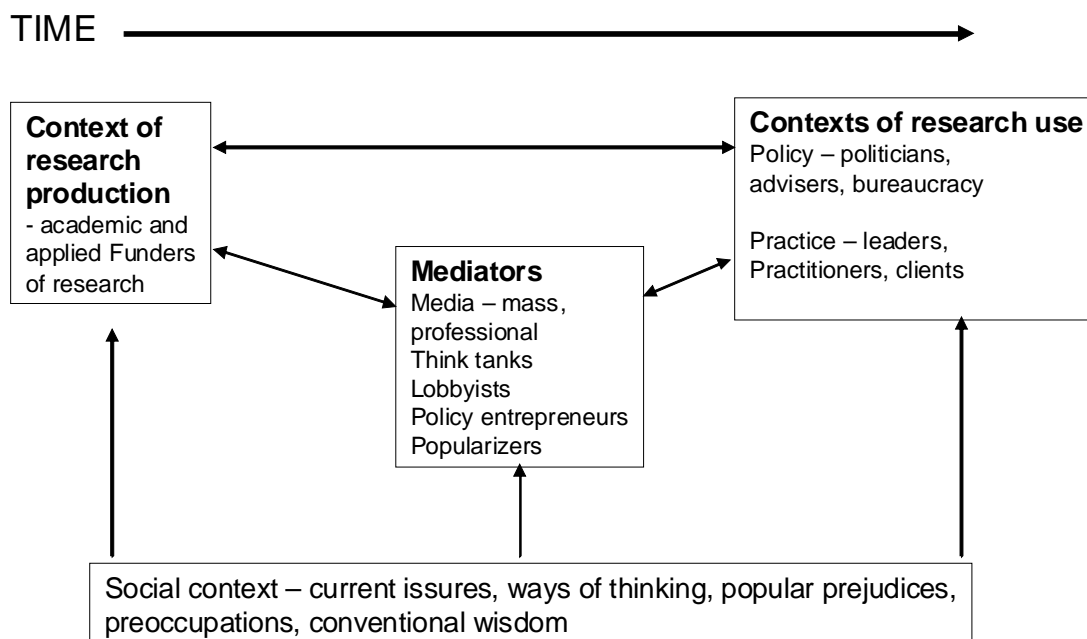 TIME
Context of
research
production
- academic and
applied Funders
of research
Contexts of research use
Policy – politicians,
advisers, bureaucracy
Practice – leaders,
Practitioners, clients
Mediators
Media – mass,
professional
Think tanks
Lobbyists
Policy entrepreneurs
Popularizers
Social context – current issures, ways of thinking, popular prejudices,
preoccupations, conventional wisdom